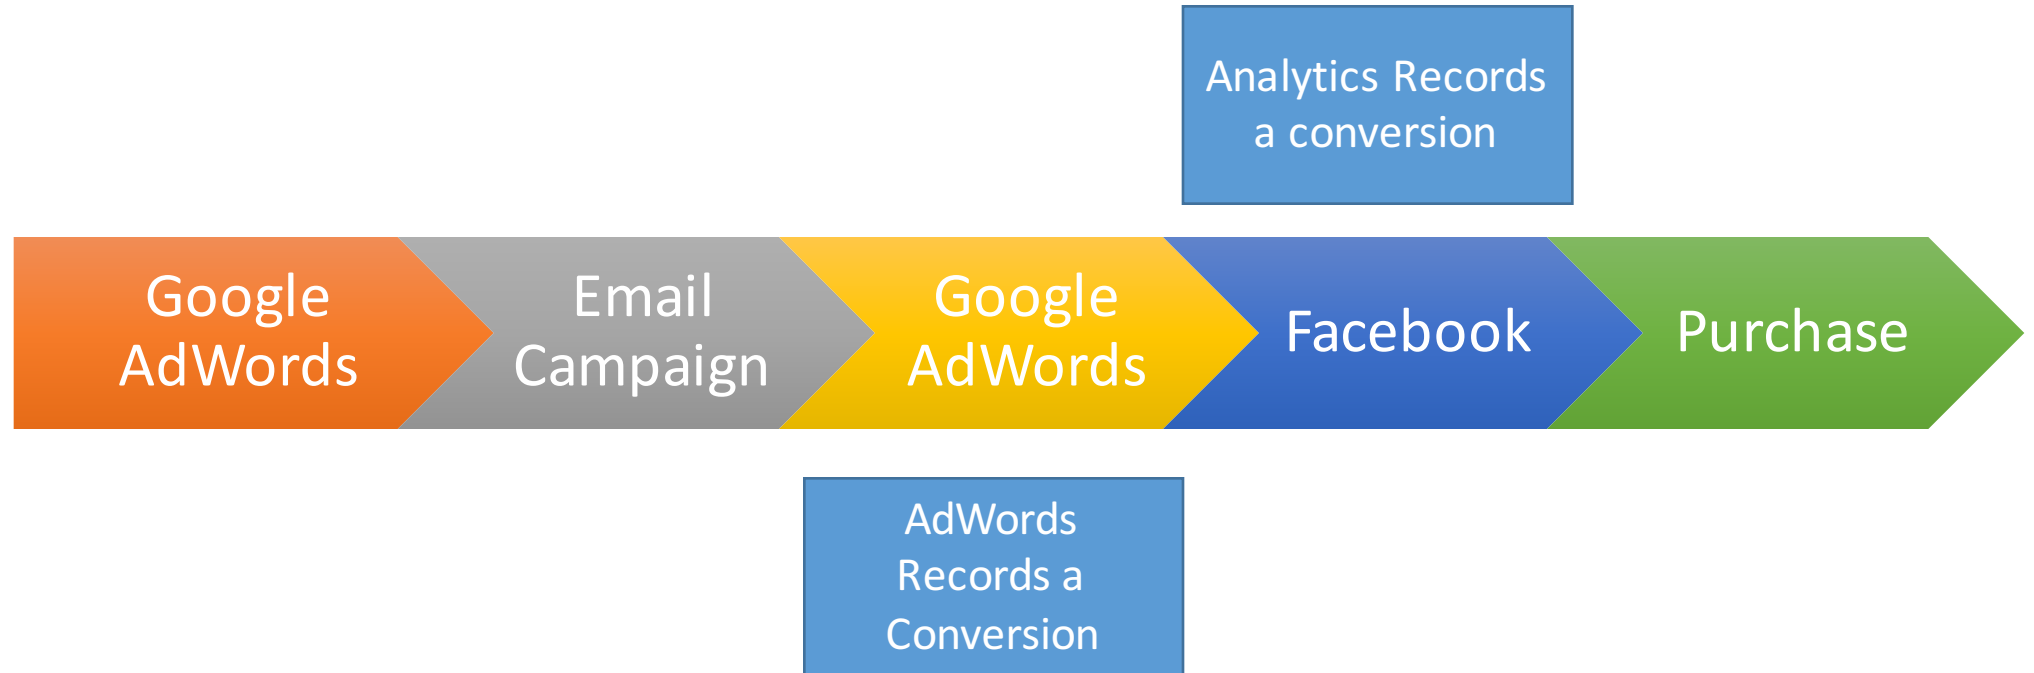 Analytics Records
a conversion
Google
AdWords
Email
Campaign
Google
AdWords
Facebook
Purchase
AdWords
Records a
Conversion